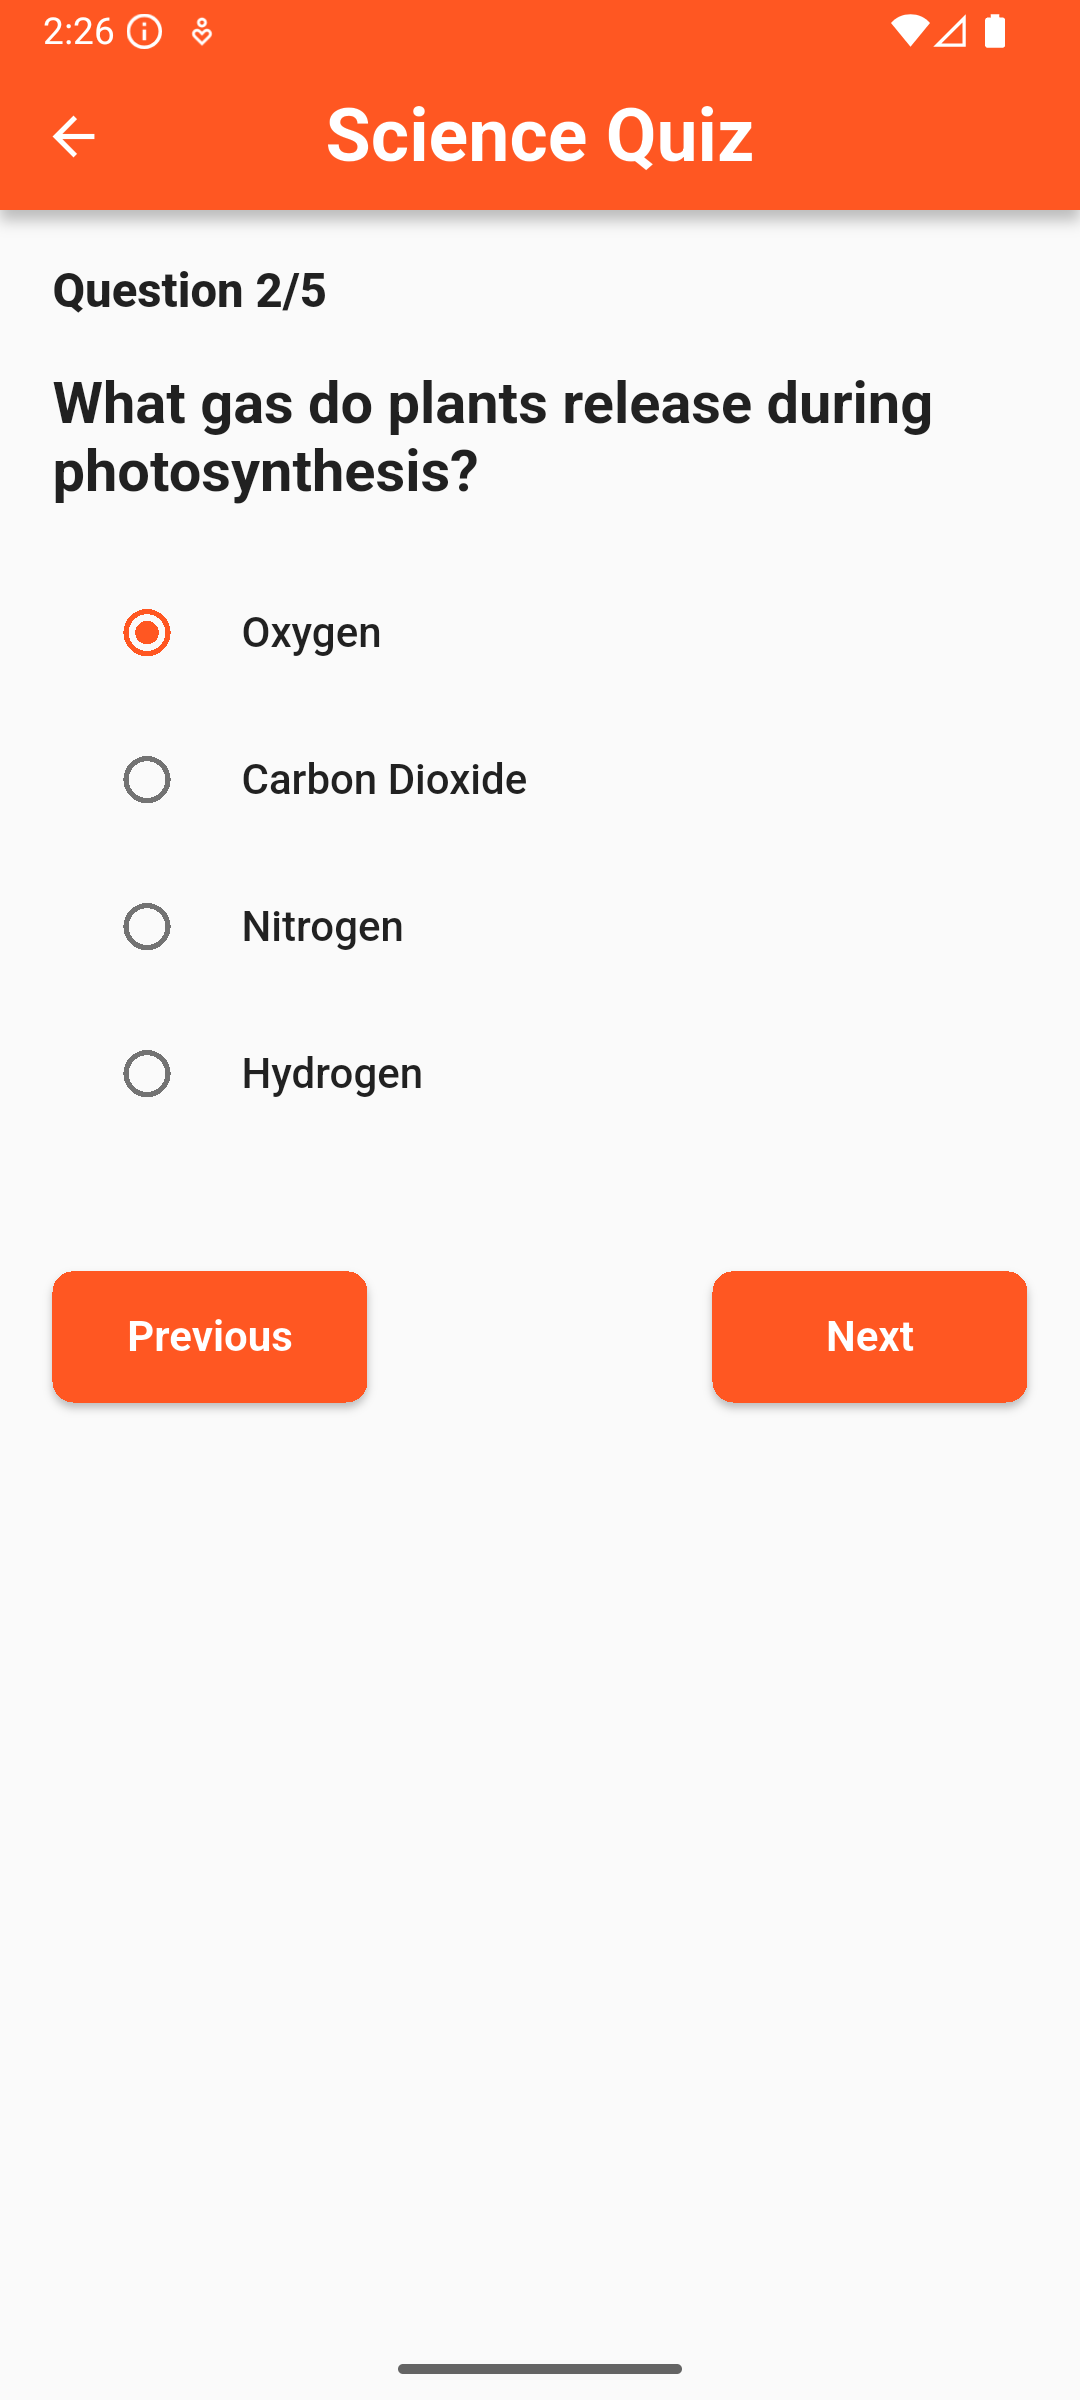 2:26
Science Quiz
Question 2/5
What gas do plants release during
photosynthesis?
Oxygen
Carbon Dioxide
Nitrogen
Hydrogen
Previous
Next